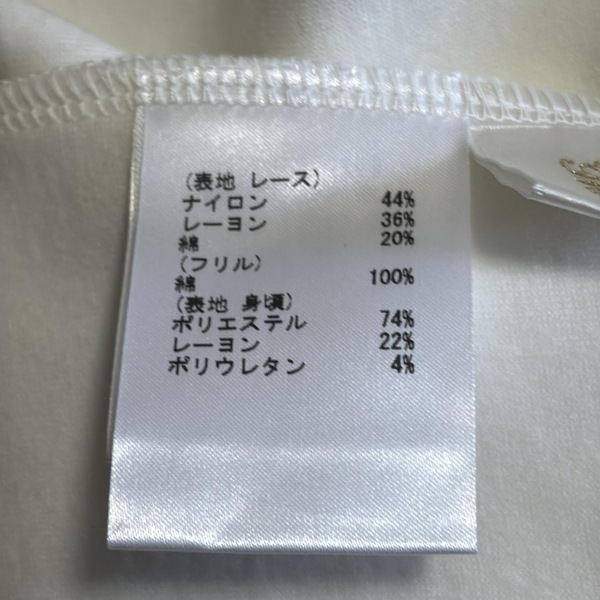 (表地 レース)
ナイロン 44%
レーヨン 36%
綿 20%
(フリル)
綿 100%
(表地 身頃)
ポリエステル 74%
レーヨン 22%
ポリウレタン 4%